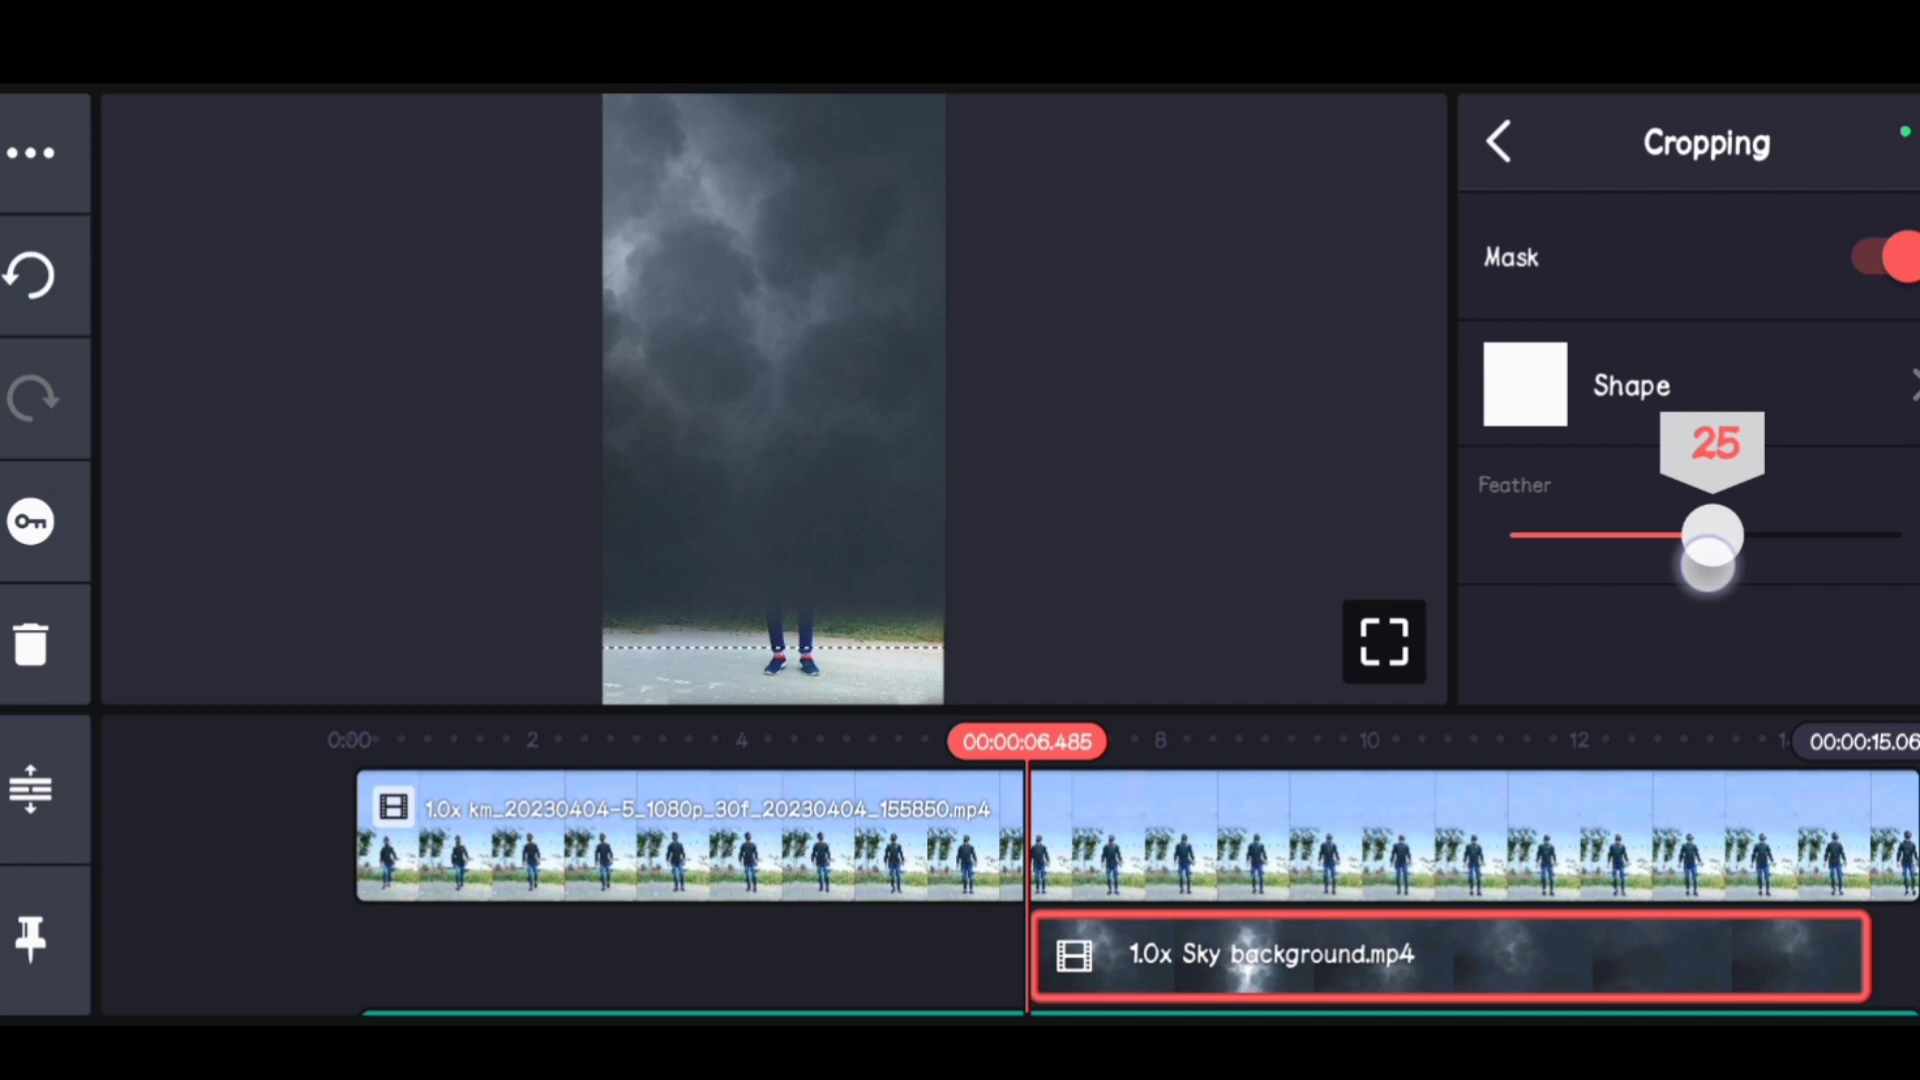 Cropping
Mask
Shape
25
Feather
0:00 2 4 00:00:06.485 8 10 12 00:00:15.06
1.0x km_20230404-5_1080p_30f_20230404_155850.mp4
1.0x Sky background.mp4